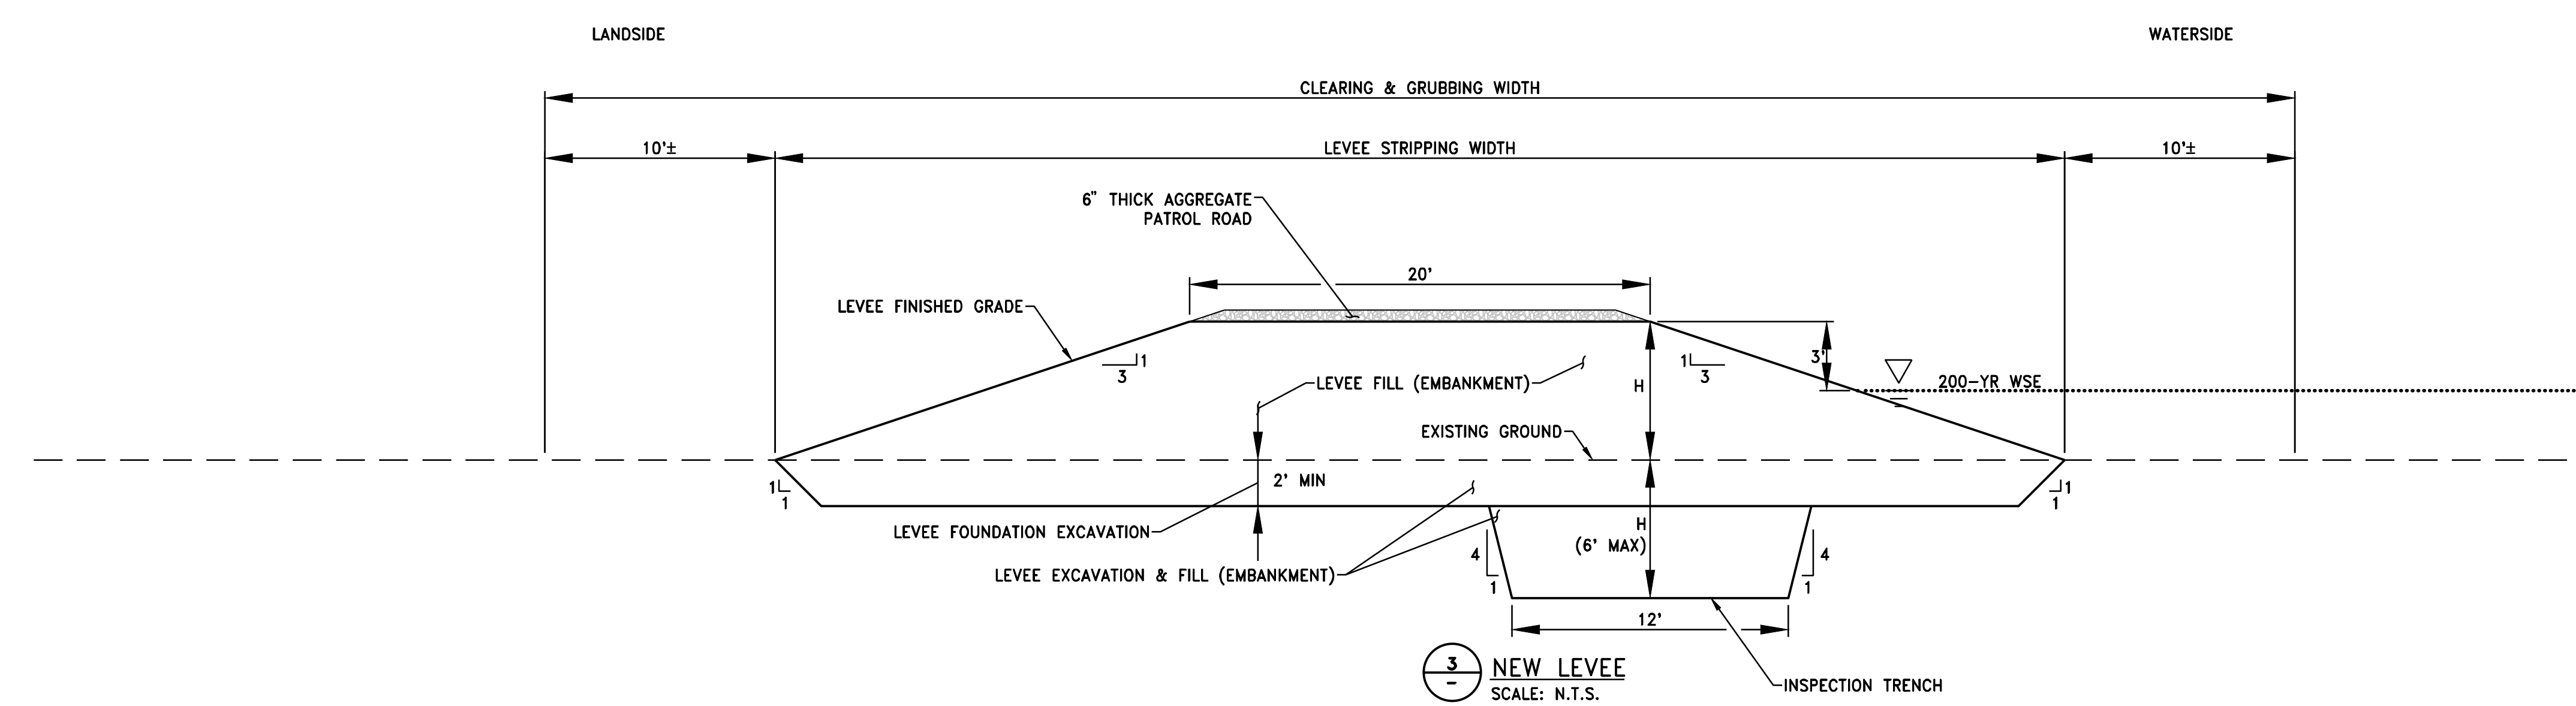 LANDSIDE
WATERSIDE
CLEARING & GRUBBING WIDTH
10'±
LEVEE STRIPPING WIDTH
10'±
6" THICK AGGREGATE
PATROL ROAD
20'
LEVEE FINISHED GRADE
1
3
1
3
3'
200-YR WSE
LEVEE FILL (EMBANKMENT)
H
EXISTING GROUND
2' MIN
1
1
1
1
LEVEE FOUNDATION EXCAVATION
H
(6' MAX)
4
1
4
1
LEVEE EXCAVATION & FILL (EMBANKMENT)
12'
3
-
NEW LEVEE
SCALE: N.T.S.
INSPECTION TRENCH